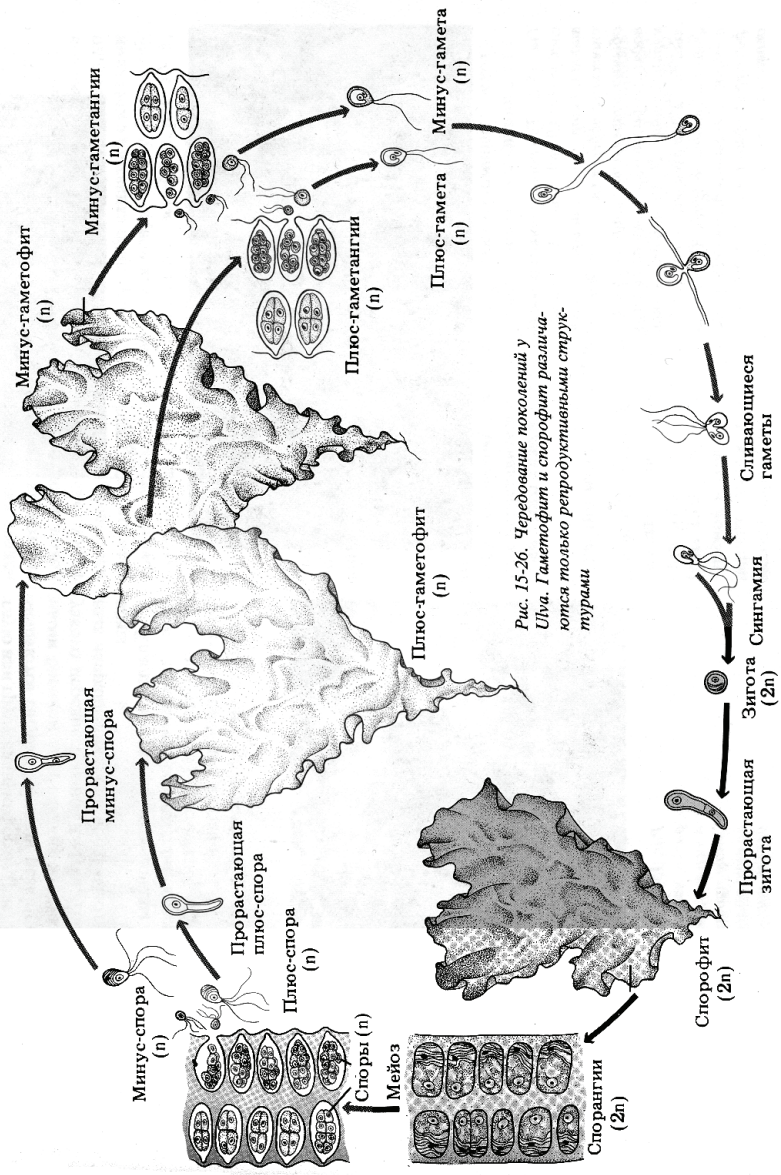 Минус-гаметофит
(n)
Минус-гаметангии
(n)
Минус-гамета
(n)
Плюс-гамета
(n)
Плюс-гаметангии
(n)
Плюс-гаметофит
(n)
Прорастающая
минус-спора
Прорастающая
плюс-спора
Минус-спора
(n)
Плюс-спора
(n)
Споры (n)
Мейоз
Спорангии
(2n)
Спорофит
(2n)
Прорастающая
зигота
Зигота
(2n)
Сингамия
Сливающиеся
гаметы
Рис. 15-26. Чередование поколений у
Ulva. Гаметофит и спорофит различа-
ются только репродуктивными струк-
турами